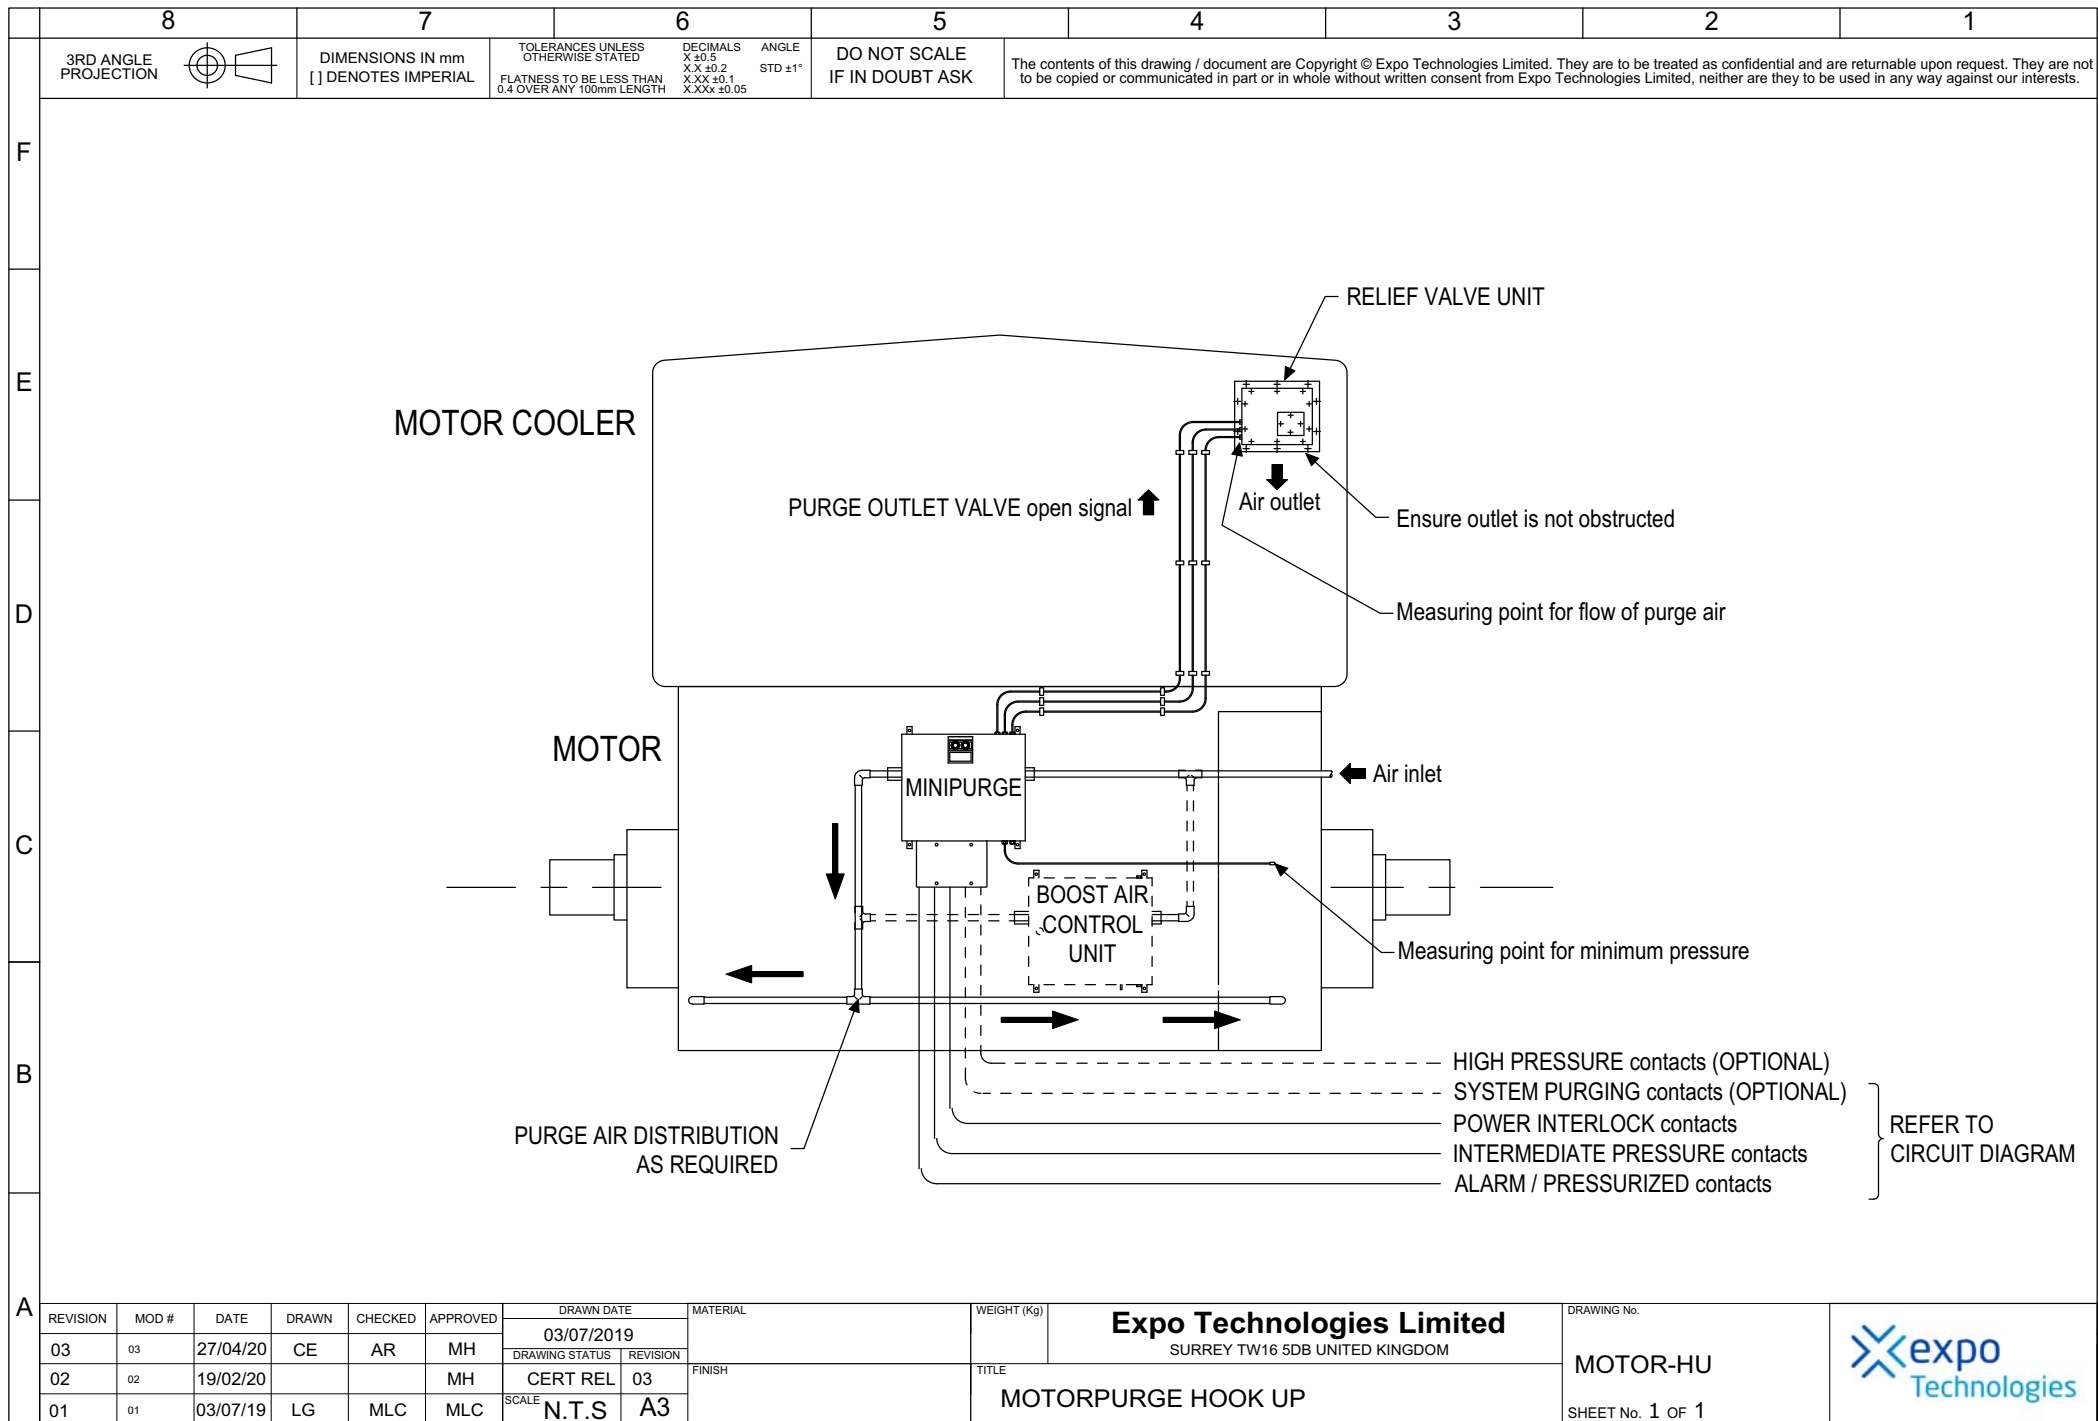 8 7 6 5 4 3 2 1
3RD ANGLE
PROJECTION
DIMENSIONS IN mm
[ ] DENOTES IMPERIAL
TOLERANCES UNLESS
OTHERWISE STATED
FLATNESS TO BE LESS THAN
0.4 OVER ANY 100mm LENGTH
DECIMALS
X ±0.5
X.X ±0.2
X.XX ±0.1
X.XXx ±0.05
ANGLE
STD ±1°
DO NOT SCALE
IF IN DOUBT ASK
The contents of this drawing / document are Copyright © Expo Technologies Limited. They are to be treated as confidential and are returnable upon request. They are not
to be copied or communicated in part or in whole without written consent from Expo Technologies Limited, neither are they to be used in any way against our interests.
F
E
D
C
B
A
RELIEF VALVE UNIT
MOTOR COOLER
PURGE OUTLET VALVE open signal
Air outlet
Ensure outlet is not obstructed
Measuring point for flow of purge air
MOTOR
MINIPURGE
Air inlet
BOOST AIR
CONTROL
UNIT
Measuring point for minimum pressure
HIGH PRESSURE contacts (OPTIONAL)
SYSTEM PURGING contacts (OPTIONAL)
POWER INTERLOCK contacts
INTERMEDIATE PRESSURE contacts
ALARM / PRESSURIZED contacts
REFER TO
CIRCUIT DIAGRAM
PURGE AIR DISTRIBUTION
AS REQUIRED
REVISION MOD # DATE DRAWN CHECKED APPROVED
03 03 27/04/20 CE AR MH
02 02 19/02/20 MH
01 01 03/07/19 LG MLC MLC
DRAWN DATE
03/07/2019
DRAWING STATUS REVISION
CERT REL 03
SCALE N.T.S A3
MATERIAL
FINISH
WEIGHT (Kg)
Expo Technologies Limited
SURREY TW16 5DB UNITED KINGDOM
TITLE
MOTORPURGE HOOK UP
DRAWING No.
MOTOR-HU
SHEET No. 1 OF 1
expo
Technologies